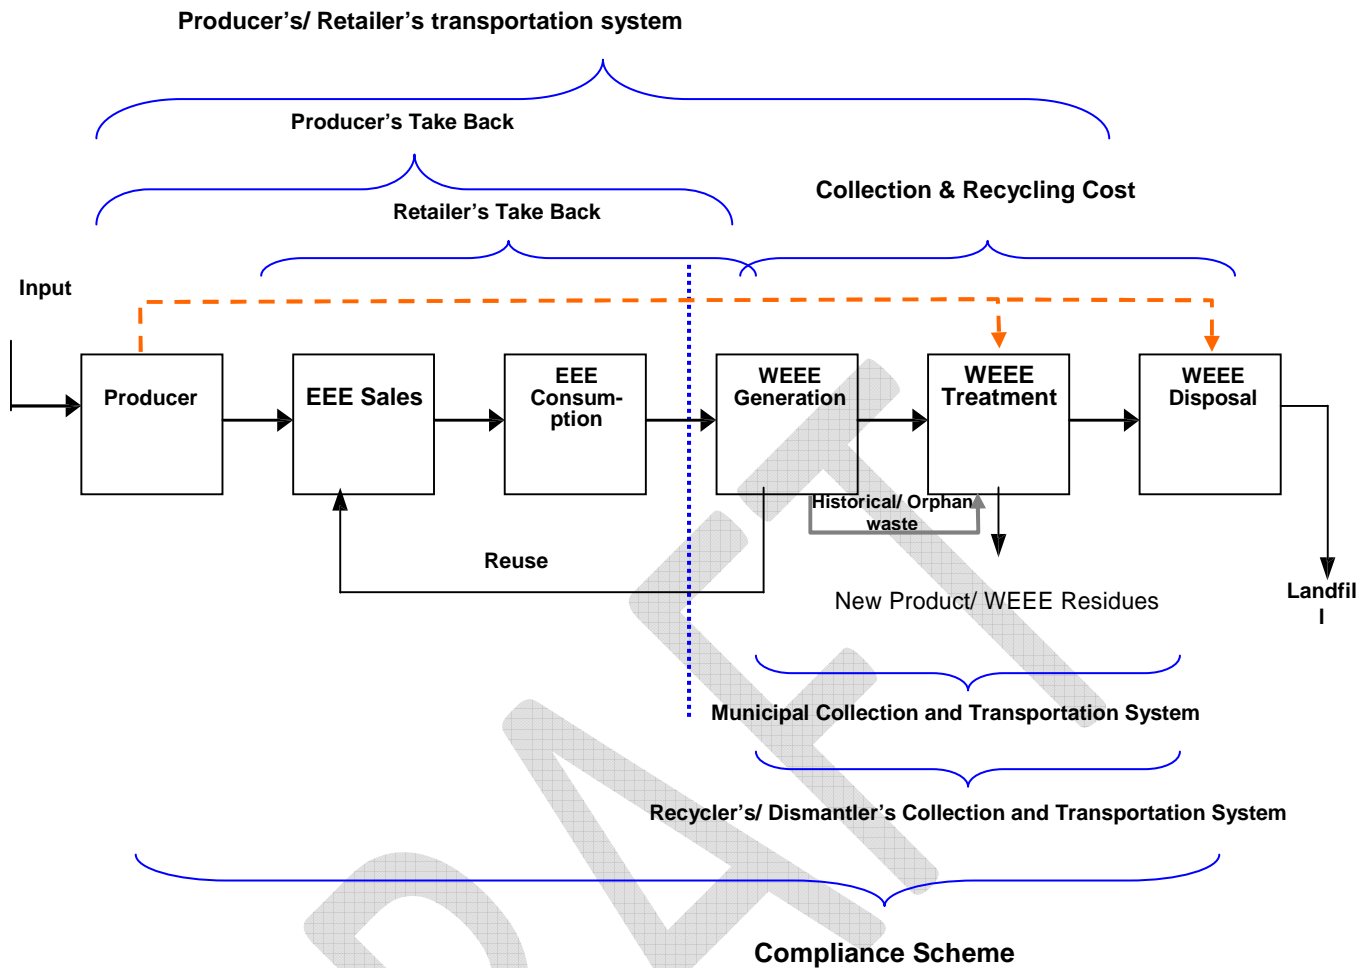 Producer's/ Retailer's transportation system
Producer's Take Back
Collection & Recycling Cost
Retailer's Take Back
Input
Producer
EEE Sales
EEE
Consum-
ption
WEEE
Generation
WEEE
Treatment
WEEE
Disposal
Historical/ Orphan
waste
Reuse
New Product/ WEEE Residues
Landfil
l
Municipal Collection and Transportation System
Recycler's/ Dismantler's Collection and Transportation System
Compliance Scheme
DRAFT